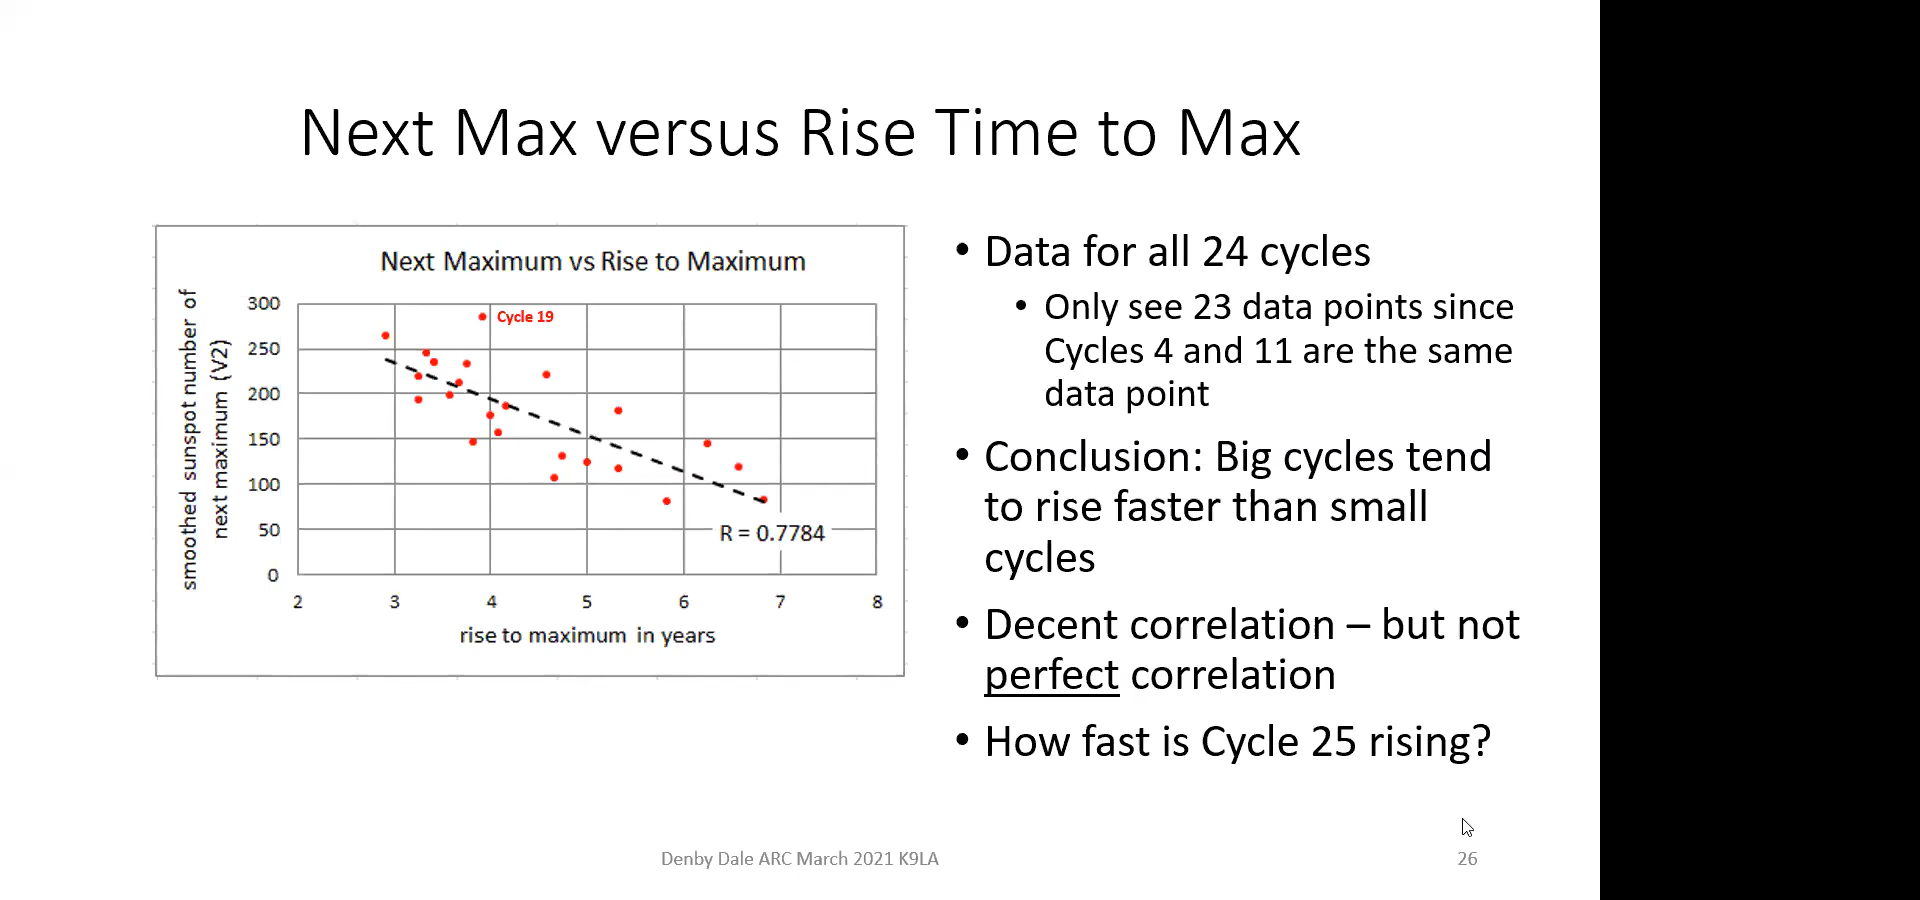 Next Max versus Rise Time to Max
Next Maximum vs Rise to Maximum
smoothed sunspot number of
next maximum (V2)
300
250
200
150
100
50
0
Cycle 19
R = 0.7784
2 3 4 5 6 7 8
rise to maximum in years
• Data for all 24 cycles
• Only see 23 data points since
Cycles 4 and 11 are the same
data point
• Conclusion: Big cycles tend
to rise faster than small
cycles
• Decent correlation – but not
perfect correlation
• How fast is Cycle 25 rising?
Denby Dale ARC March 2021 K9LA
26